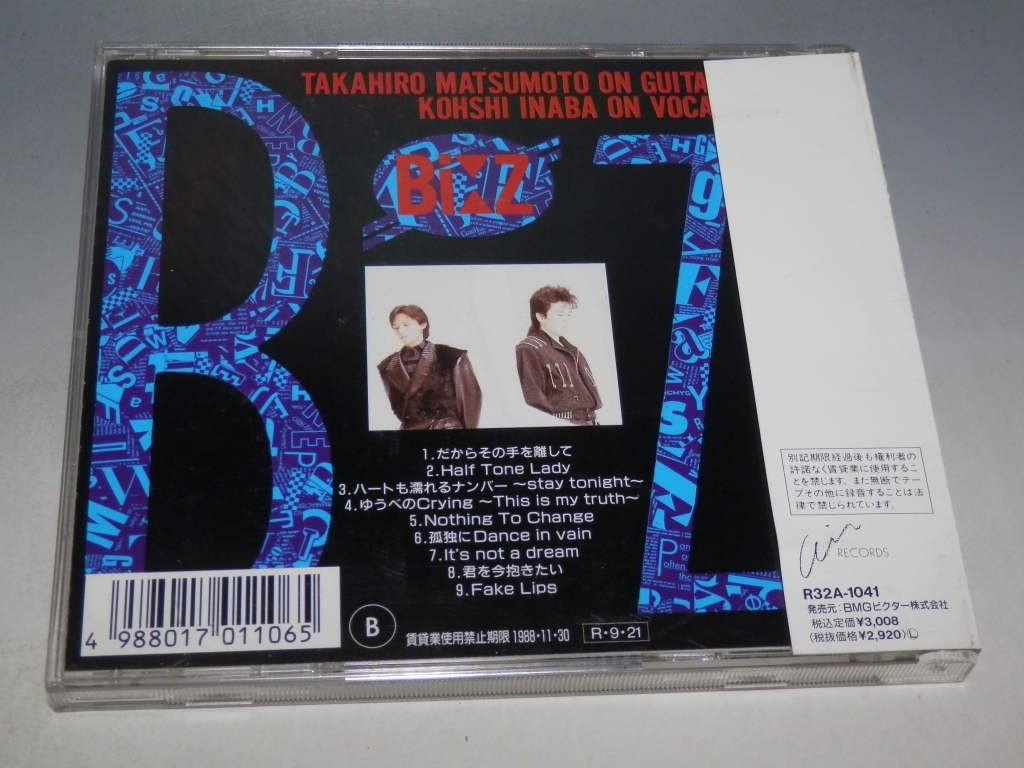 TAKAHIRO MATSUMOTO ON GUITA
KOHSHI INABA ON VOCA
B Z
B:Z
1.だからその手を離して
2.Half Tone Lady
3.ハートも濡れるナンバー ～stay tonight～
4.ゆうべのCrying ～This is my truth～
5.Nothing To Change
6.孤独にDance in vain
7.It's not a dream
8.君を今抱きたい
9.Fake Lips
4 988017 011065
B
賃貸業使用禁止期限 1988・11・30
R・9・21
別記期限経過後も権利者の
許諾なく賃貸業に使用するこ
とを禁じます。また無断でテー
プその他に録音することは法
律で禁じられています。
Air RECORDS
R32A-1041
発売元:BMGビクター株式会社
税込定価¥3,008
(税抜価格¥2,920)Ⓛ